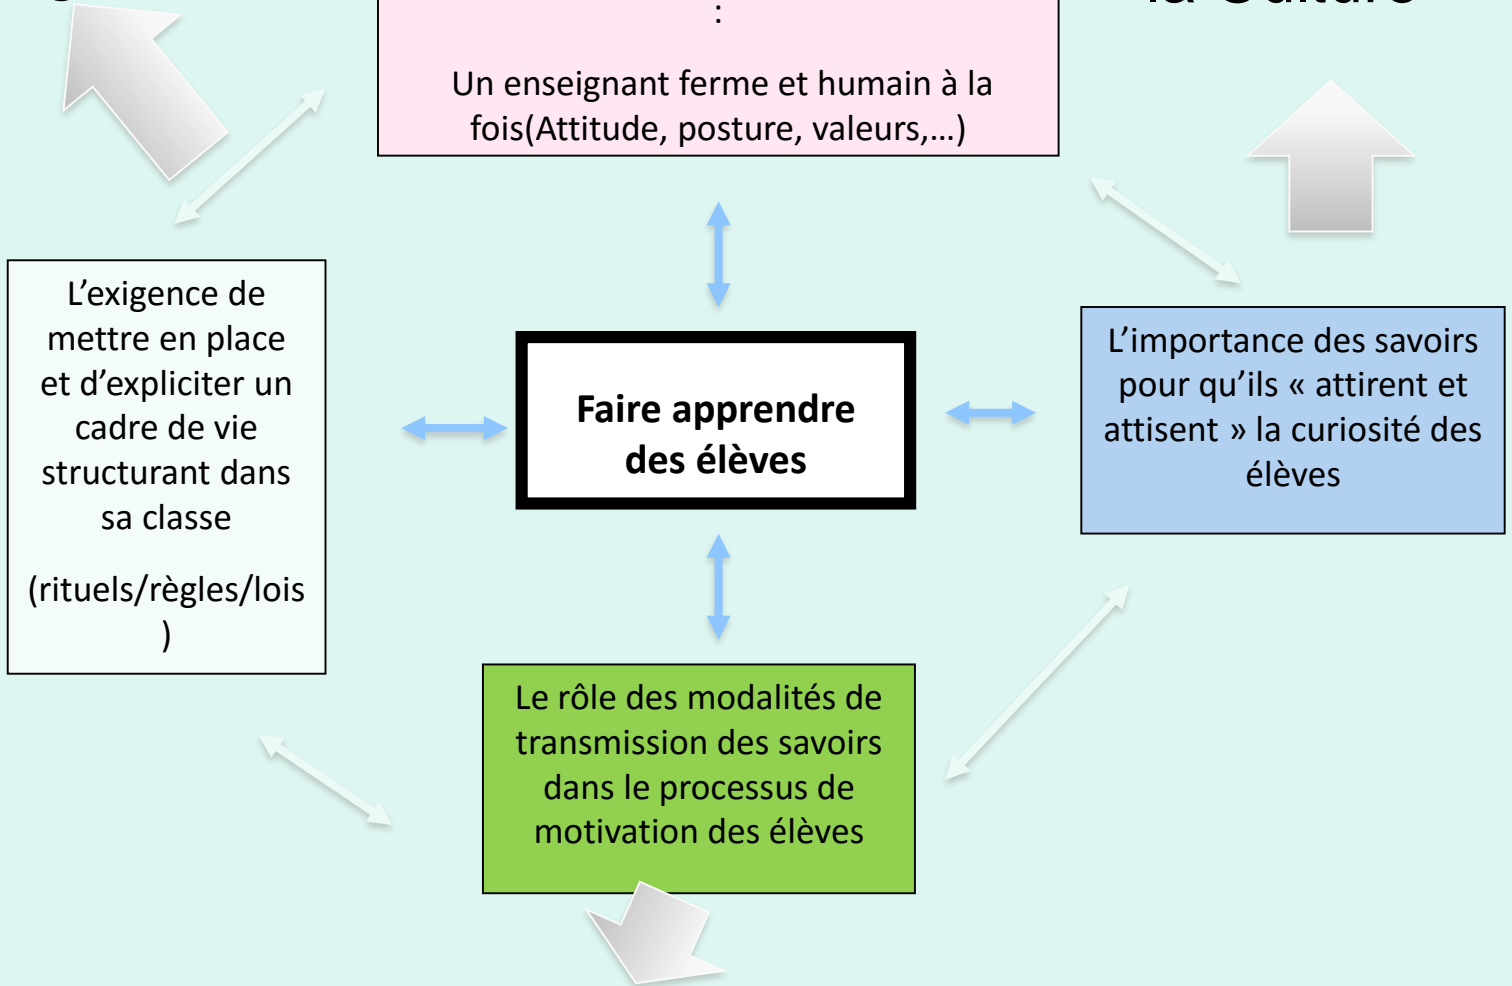 :
Un enseignant ferme et humain à la
fois(Attitude, posture, valeurs,…)
L’exigence de
mettre en place
et d’expliciter un
cadre de vie
structurant dans
sa classe
(rituels/règles/lois
)
Faire apprendre
des élèves
L’importance des savoirs
pour qu’ils « attirent et
attisent » la curiosité des
élèves
Le rôle des modalités de
transmission des savoirs
dans le processus de
motivation des élèves